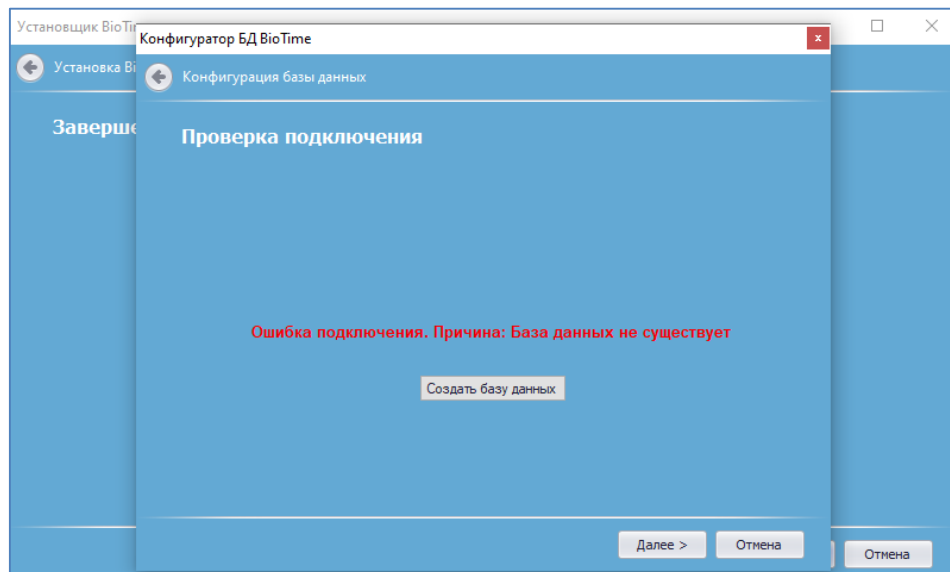 Установщик BioTi
Конфигуратор БД BioTime
Установка Bi
Конфигурация базы данных
Заверше
Проверка подключения
Ошибка подключения. Причина: База данных не существует
Создать базу данных
Далее >
Отмена
Отмена